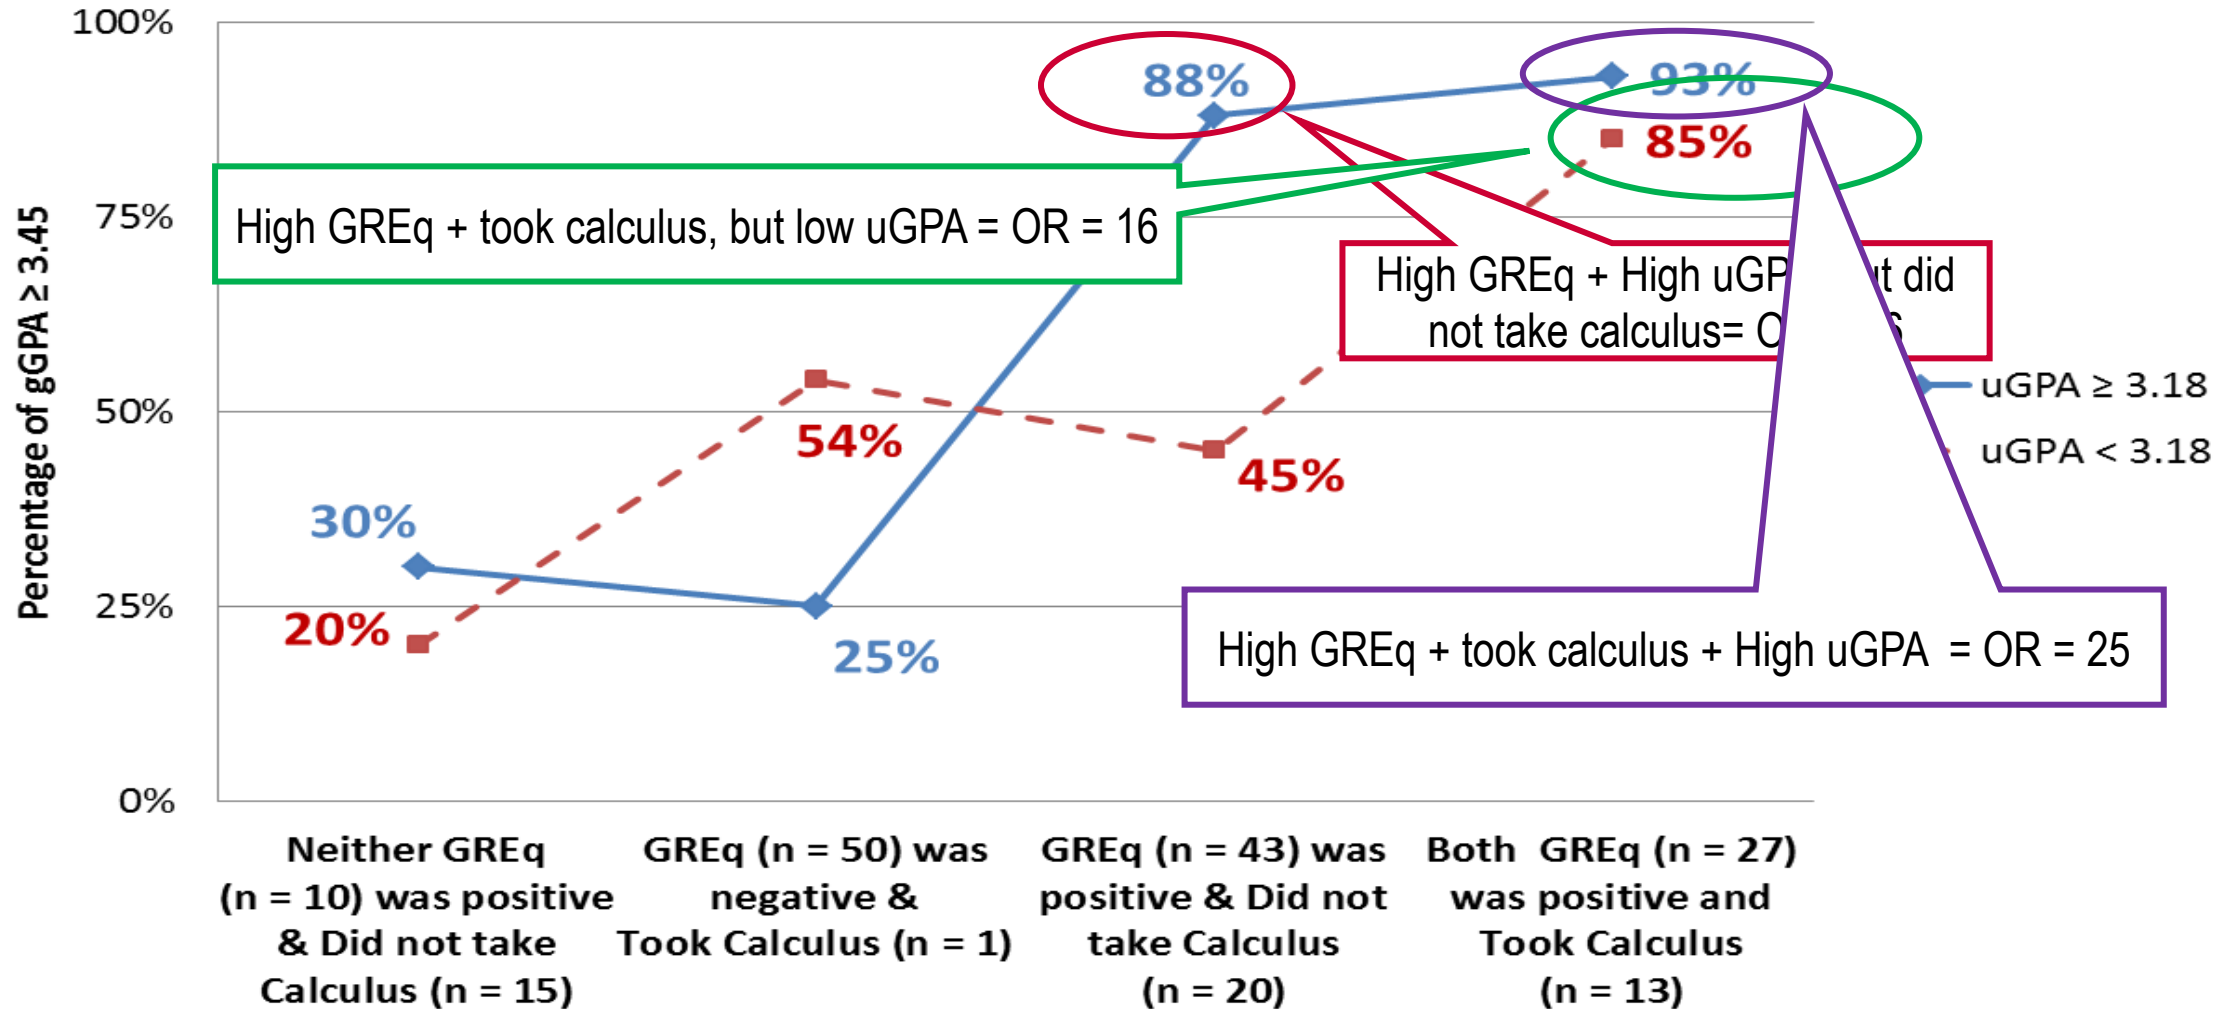 100%
75%
50%
25%
0%
Percentage of gGPA ≥ 3.45
88%
93%
85%
High GREq + took calculus, but low uGPA = OR = 16
High GREq + High uGP ut did
not take calculus= O
uGPA ≥ 3.18
uGPA < 3.18
54%
45%
30%
20%
25%
High GREq + took calculus + High uGPA = OR = 25
Neither GREq
(n = 10) was positive
& Did not take
Calculus (n = 15)
GREq (n = 50) was
negative &
Took Calculus (n = 1)
GREq (n = 43) was
positive & Did not
take Calculus
(n = 20)
Both GREq (n = 27)
was positive and
Took Calculus
(n = 13)